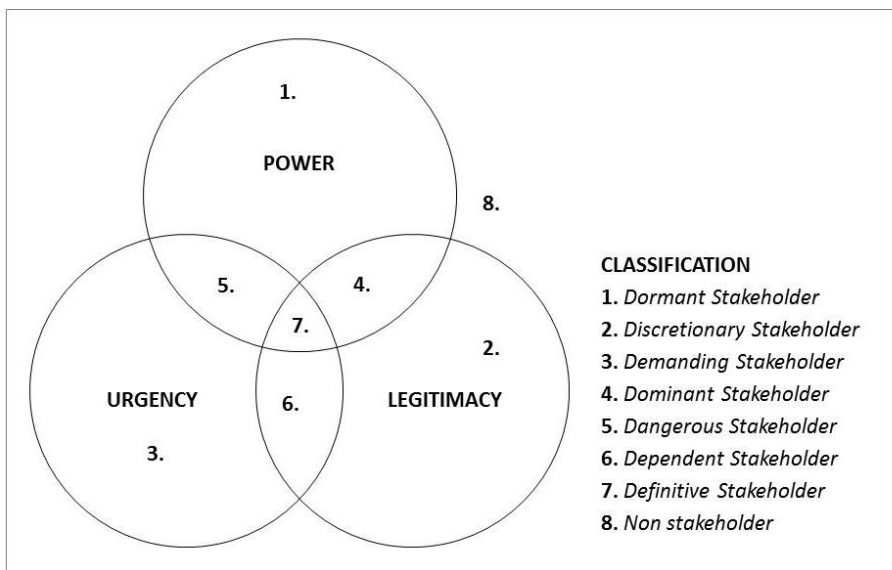 1.
POWER
8.
5.
4.
7.
2.
URGENCY
6.
LEGITIMACY
3.
CLASSIFICATION
1. Dormant Stakeholder
2. Discretionary Stakeholder
3. Demanding Stakeholder
4. Dominant Stakeholder
5. Dangerous Stakeholder
6. Dependent Stakeholder
7. Definitive Stakeholder
8. Non stakeholder